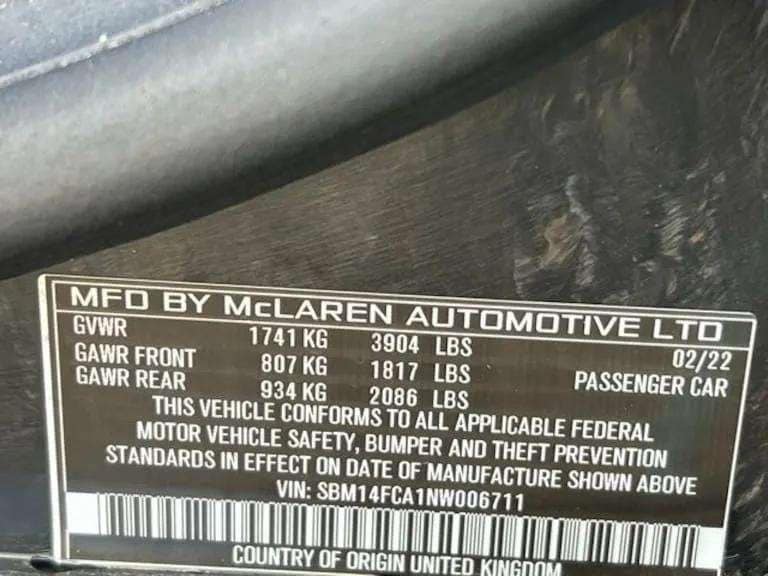 MFD BY McLAREN AUTOMOTIVE LTD
GVWR 1741 KG 3904 LBS 02/22
GAWR FRONT 807 KG 1817 LBS PASSENGER CAR
GAWR REAR 934 KG 2086 LBS
THIS VEHICLE CONFORMS TO ALL APPLICABLE FEDERAL
MOTOR VEHICLE SAFETY, BUMPER AND THEFT PREVENTION
STANDARDS IN EFFECT ON DATE OF MANUFACTURE SHOWN ABOVE
VIN: SBM14FCA1NW006711
COUNTRY OF ORIGIN UNITED KINGDOM